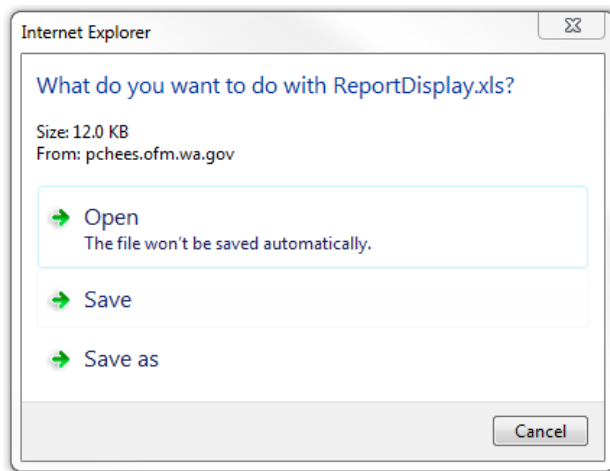 Internet Explorer
What do you want to do with ReportDisplay.xls?
Size: 12.0 KB
From: pchees.ofm.wa.gov
Open
The file won't be saved automatically.
Save
Save as
Cancel